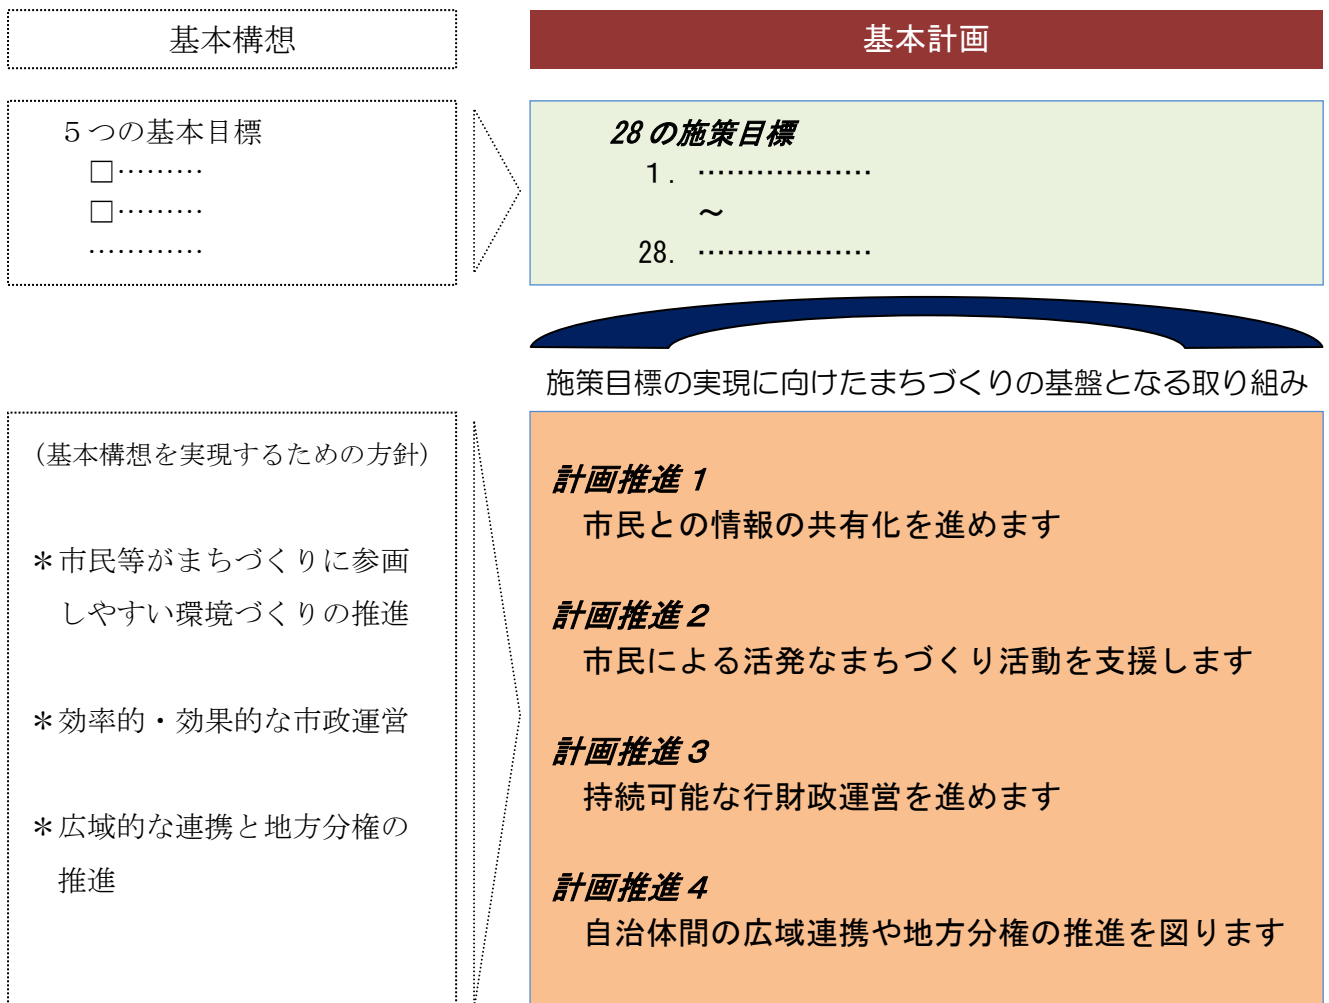 基本構想
基本計画
５つの基本目標
□………
□………
…………
28の施策目標
１．………………
～
28. ………………
施策目標の実現に向けたまちづくりの基盤となる取り組み
（基本構想を実現するための方針）
＊市民等がまちづくりに参画
しやすい環境づくりの推進
＊効率的・効果的な市政運営
＊広域的な連携と地方分権の
推進
計画推進１
市民との情報の共有化を進めます
計画推進２
市民による活発なまちづくり活動を支援します
計画推進３
持続可能な行財政運営を進めます
計画推進４
自治体間の広域連携や地方分権の推進を図ります